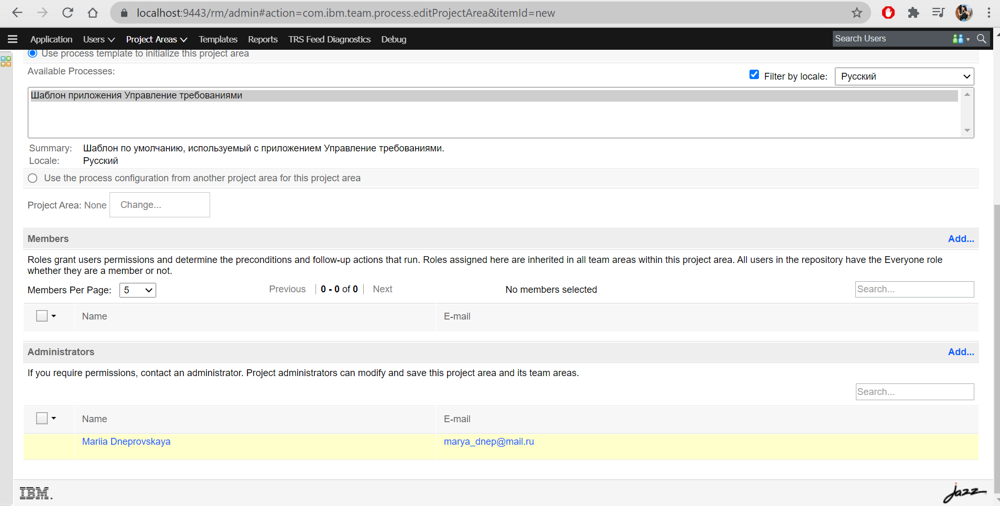 localhost:9443/rm/admin#action=com.ibm.team.process.editProjectArea&itemId=new
Application Users Project Areas Templates Reports TRS Feed Diagnostics Debug Search Users
Use process template to initialize this project area
Available Processes:
Filter by locale: Русский
Шаблон приложения Управление требованиями
Summary: Шаблон по умолчанию, используемый с приложением Управление требованиями.
Locale: Русский
Use the process configuration from another project area for this project area
Project Area: None Change...
Members Add...
Roles grant users permissions and determine the preconditions and follow-up actions that run. Roles assigned here are inherited in all team areas within this project area. All users in the repository have the Everyone role
whether they are a member or not.
Members Per Page: 5 Previous 0 - 0 of 0 Next No members selected Search...
Name E-mail
Administrators Add...
If you require permissions, contact an administrator. Project administrators can modify and save this project area and its team areas.
Search...
Name E-mail
Mariia Dneprovskaya marya_dnep@mail.ru
IBM. jazz